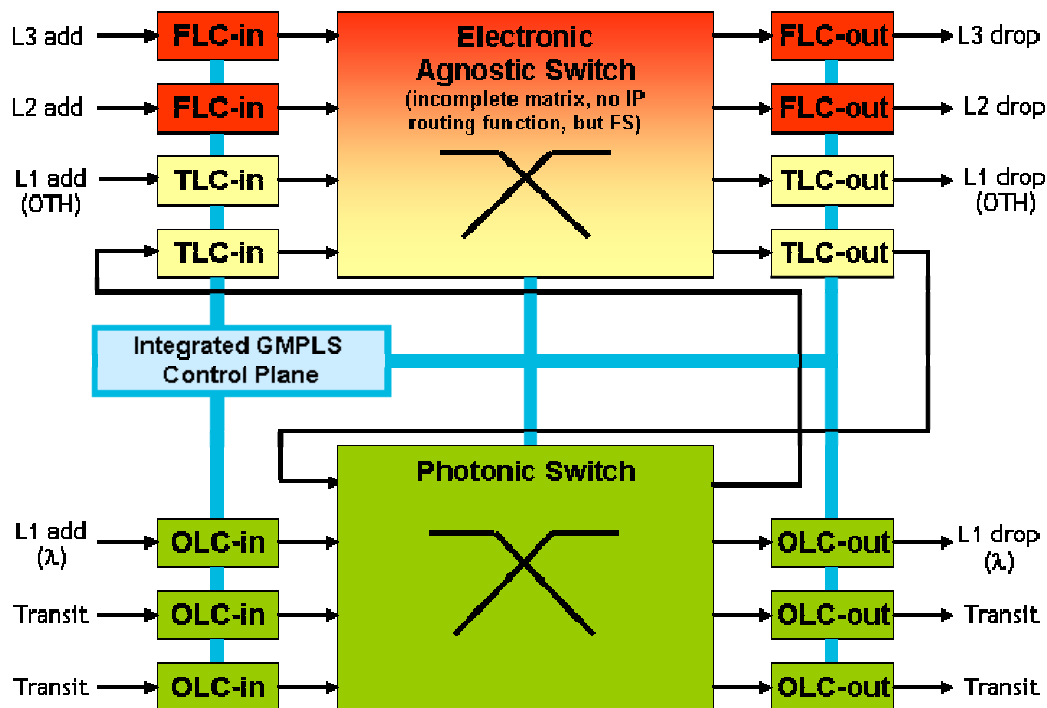 L3 add
FLC-in
Electronic
Agnostic Switch
(incomplete matrix, no IP
routing function, but FS)
FLC-out
L3 drop
L2 add
FLC-in
FLC-out
L2 drop
L1 add
(OTH)
TLC-in
TLC-out
L1 drop
(OTH)
TLC-in
TLC-out
Integrated GMPLS
Control Plane
Photonic Switch
L1 add
(λ)
OLC-in
OLC-out
L1 drop
(λ)
Transit
OLC-in
OLC-out
Transit
Transit
OLC-in
OLC-out
Transit